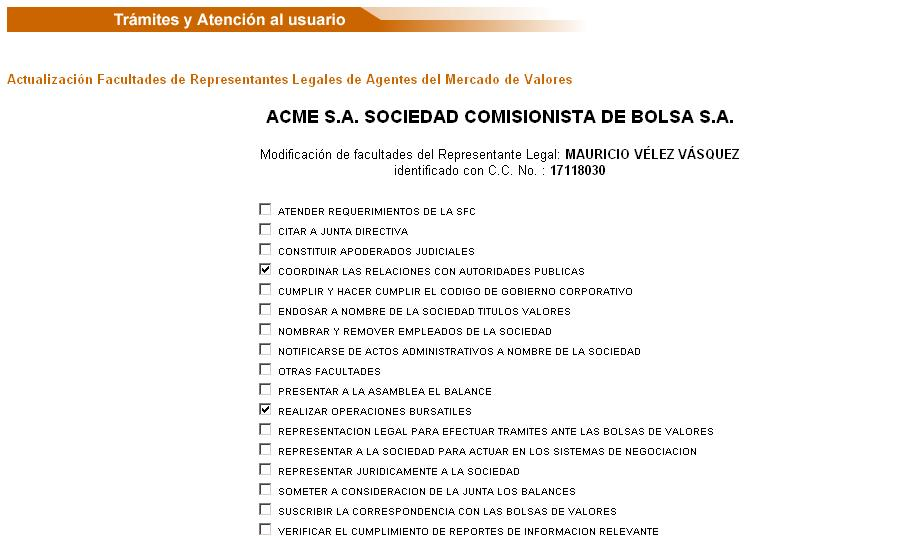 Trámites y Atención al usuario
Actualización Facultades de Representantes Legales de Agentes del Mercado de Valores
ACME S.A. SOCIEDAD COMISIONISTA DE BOLSA S.A.
Modificación de facultades del Representante Legal: MAURICIO VÉLEZ VÁSQUEZ
identificado con C.C. No. : 17118030
ATENDER REQUERIMIENTOS DE LA SFC
CITAR A JUNTA DIRECTIVA
CONSTITUIR APODERADOS JUDICIALES
COORDINAR LAS RELACIONES CON AUTORIDADES PUBLICAS
CUMPLIR Y HACER CUMPLIR EL CODIGO DE GOBIERNO CORPORATIVO
ENDOSAR A NOMBRE DE LA SOCIEDAD TITULOS VALORES
NOMBRAR Y REMOVER EMPLEADOS DE LA SOCIEDAD
NOTIFICARSE DE ACTOS ADMINISTRATIVOS A NOMBRE DE LA SOCIEDAD
OTRAS FACULTADES
PRESENTAR A LA ASAMBLEA EL BALANCE
REALIZAR OPERACIONES BURSATILES
REPRESENTACION LEGAL PARA EFECTUAR TRAMITES ANTE LAS BOLSAS DE VALORES
REPRESENTAR A LA SOCIEDAD PARA ACTUAR EN LOS SISTEMAS DE NEGOCIACION
REPRESENTAR JURIDICAMENTE A LA SOCIEDAD
SOMETER A CONSIDERACION DE LA JUNTA LOS BALANCES
SUSCRIBIR LA CORRESPONDENCIA CON LAS BOLSAS DE VALORES
VERIFICAR EL CUMPLIMIENTO DE REPORTES DE INFORMACION RELEVANTE